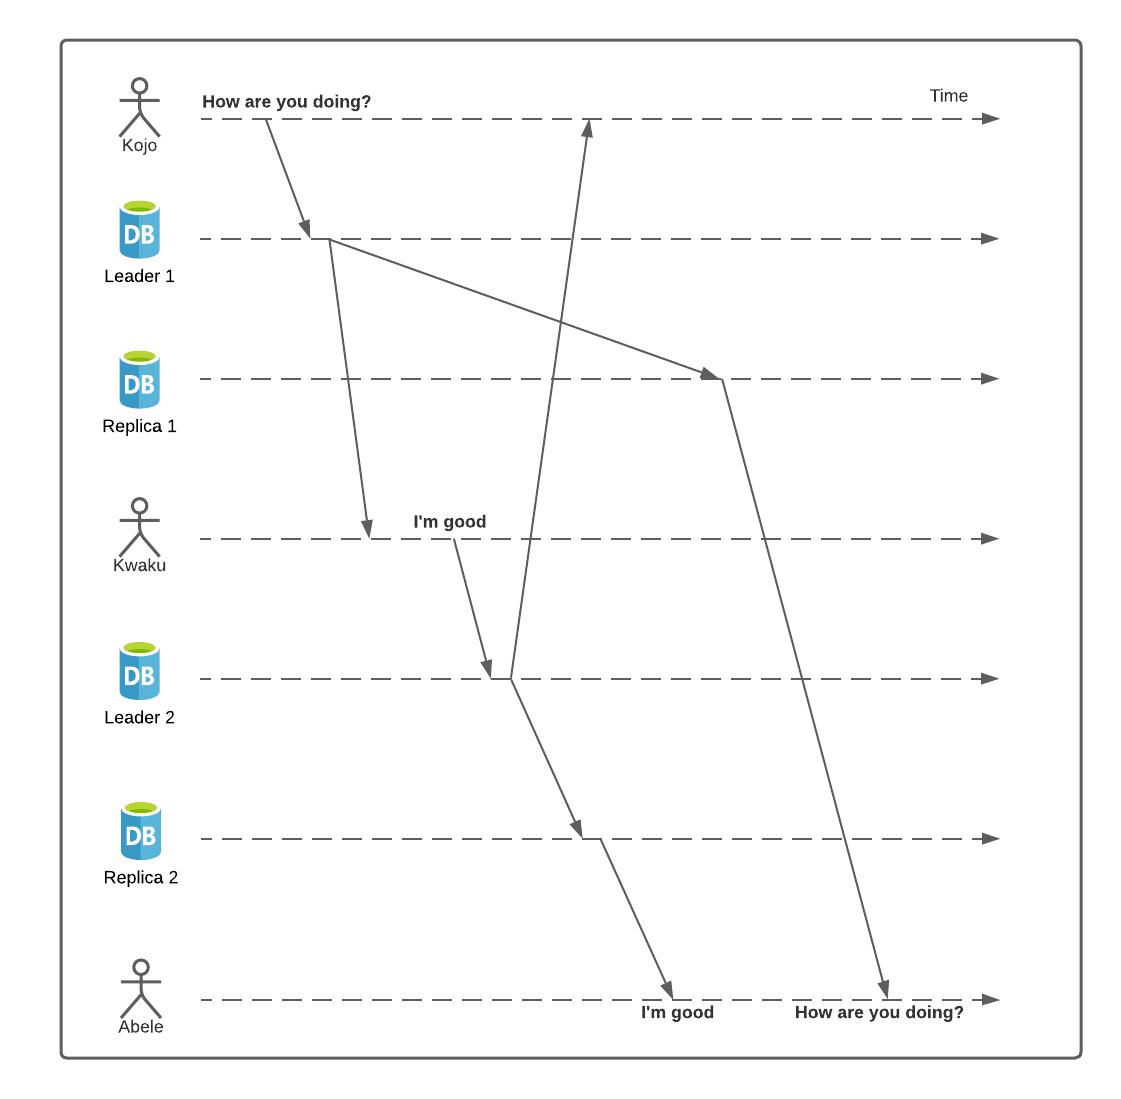 How are you doing?
Time
Kojo
DB
Leader 1
DB
Replica 1
I'm good
Kwaku
DB
Leader 2
DB
Replica 2
Abele
I'm good
How are you doing?